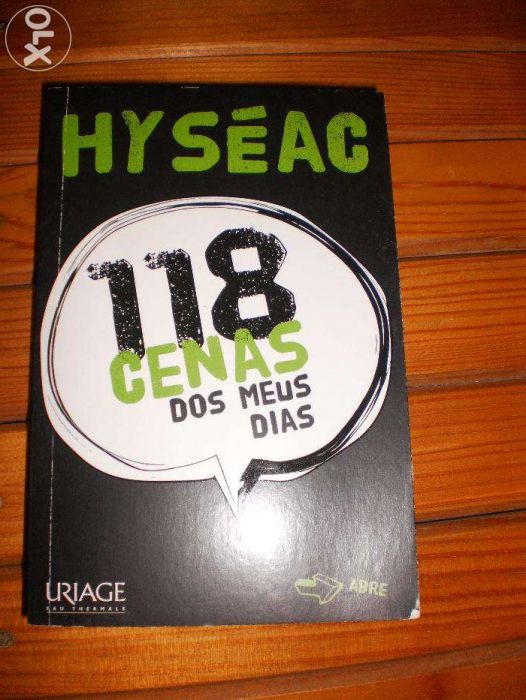 OLX
HYSÉAC
118
CENAS
DOS MEUS
DIAS
URIAGE
EAU THERMALE
ABRE